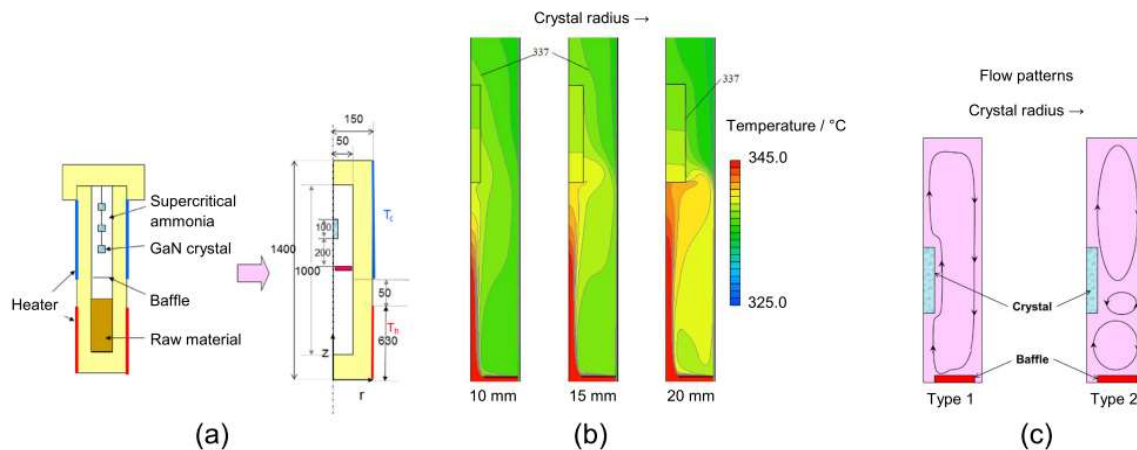 Supercritical
ammonia
GaN crystal
Heater
Baffle
Raw material
150
50
100
200
1400
1000
T_c
50
T_h
630
Z
r
(a)
Crystal radius →
337
337
Temperature / °C
345.0
325.0
10 mm
15 mm
20 mm
(b)
Flow patterns
Crystal radius →
Crystal
Baffle
Type 1
Type 2
(c)